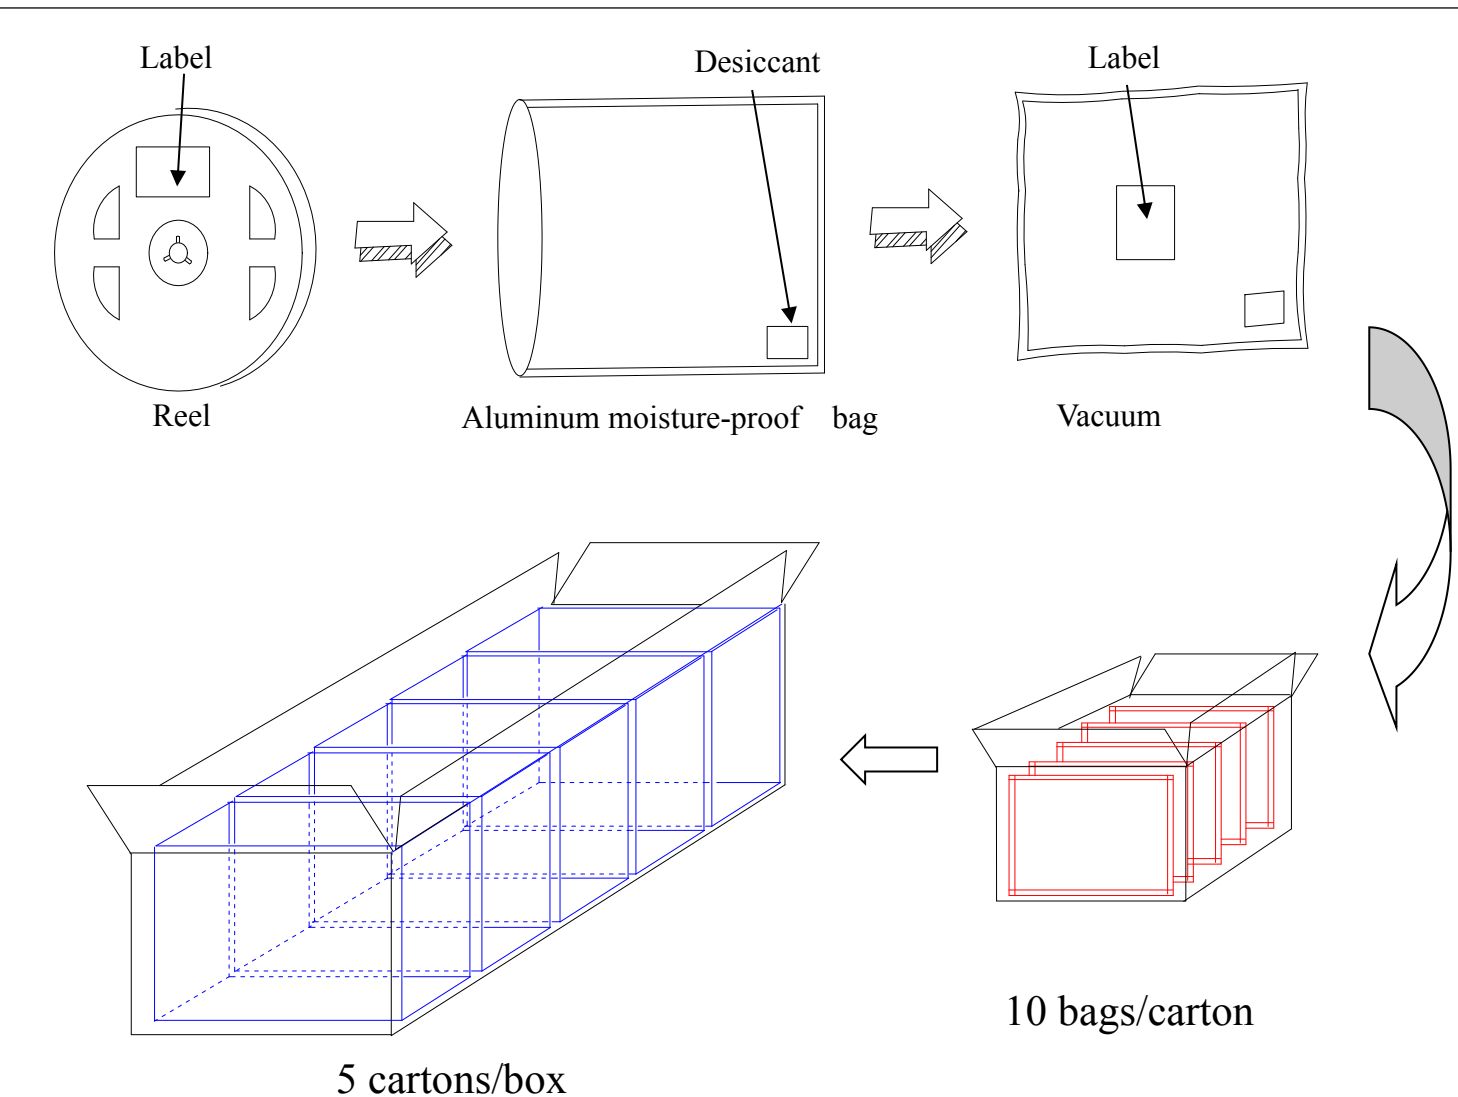 Label
Desiccant
Label
Reel
Aluminum moisture-proof bag
Vacuum
10 bags/carton
5 cartons/box